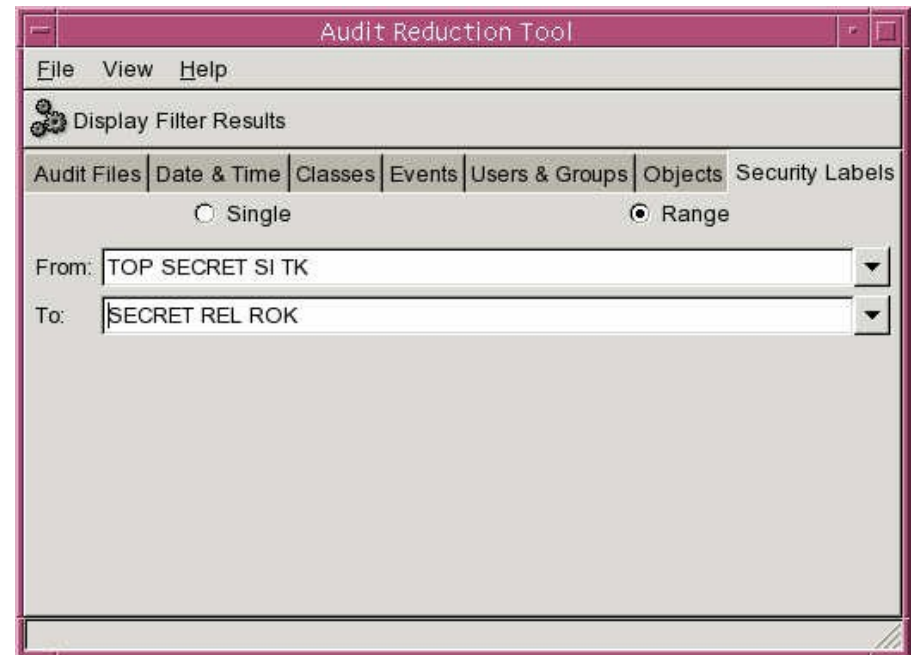 Audit Reduction Tool
File View Help
Display Filter Results
Audit Files Date & Time Classes Events Users & Groups Objects Security Labels
Single Range
From: TOP SECRET SI TK
To: SECRET REL ROK